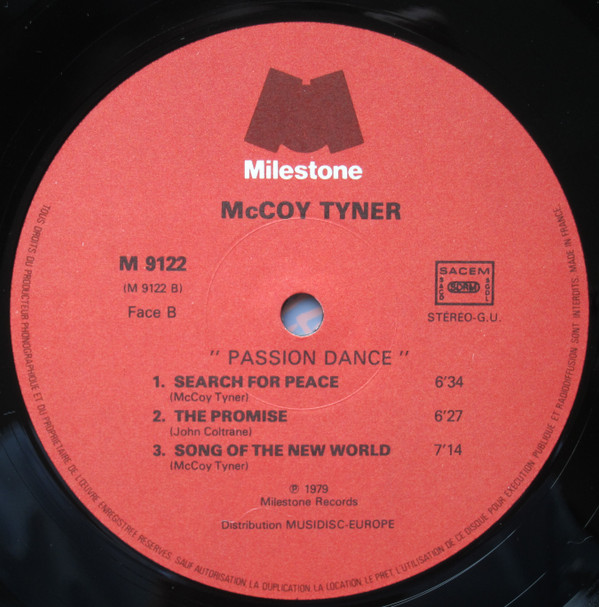 Milestone
McCOY TYNER
M 9122
(M 9122 B)
Face B
SACEM
SACD
SDRM
SGDL
STEREO-G.U.
" PASSION DANCE "
1. SEARCH FOR PEACE 6'34
(McCoy Tyner)
2. THE PROMISE 6'27
(John Coltrane)
3. SONG OF THE NEW WORLD 7'14
(McCoy Tyner)
℗ 1979
Milestone Records
Distribution MUSIDISC-EUROPE
TOUS DROITS DU PRODUCTEUR PHONOGRAPHIQUE ET DU PROPRIETAIRE DE L'ŒUVRE ENREGISTREE RESERVES. SAUF AUTORISATION, LA DUPLICATION, LA LOCATION, LE PRET, L'UTILISATION DE CE DISQUE POUR EXECUTION PUBLIQUE ET RADIODIFFUSION SONT INTERDITS. MADE IN FRANCE.